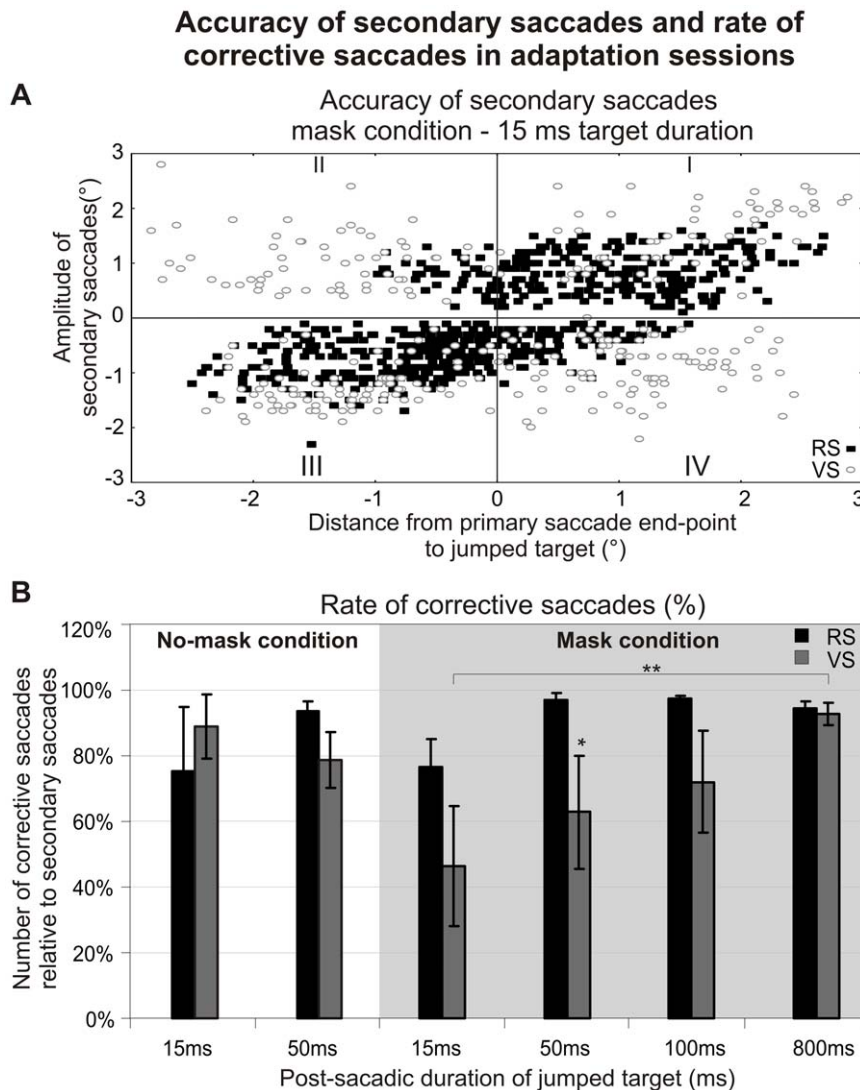 Accuracy of secondary saccades and rate of
corrective saccades in adaptation sessions
A
Accuracy of secondary saccades
mask condition - 15 ms target duration
Amplitude of
secondary saccades(°)
3
2
1
0
-1
-2
-3
II
I
III
IV
RS
VS
-3
-2
-1
0
1
2
3
Distance from primary saccade end-point
to jumped target (°)
B
Rate of corrective saccades (%)
Number of corrective saccades
relative to secondary saccades
120%
100%
80%
60%
40%
20%
0%
No-mask condition
Mask condition
RS
VS
**
*
15ms
50ms
15ms
50ms
100ms
800ms
Post-sacadic duration of jumped target (ms)